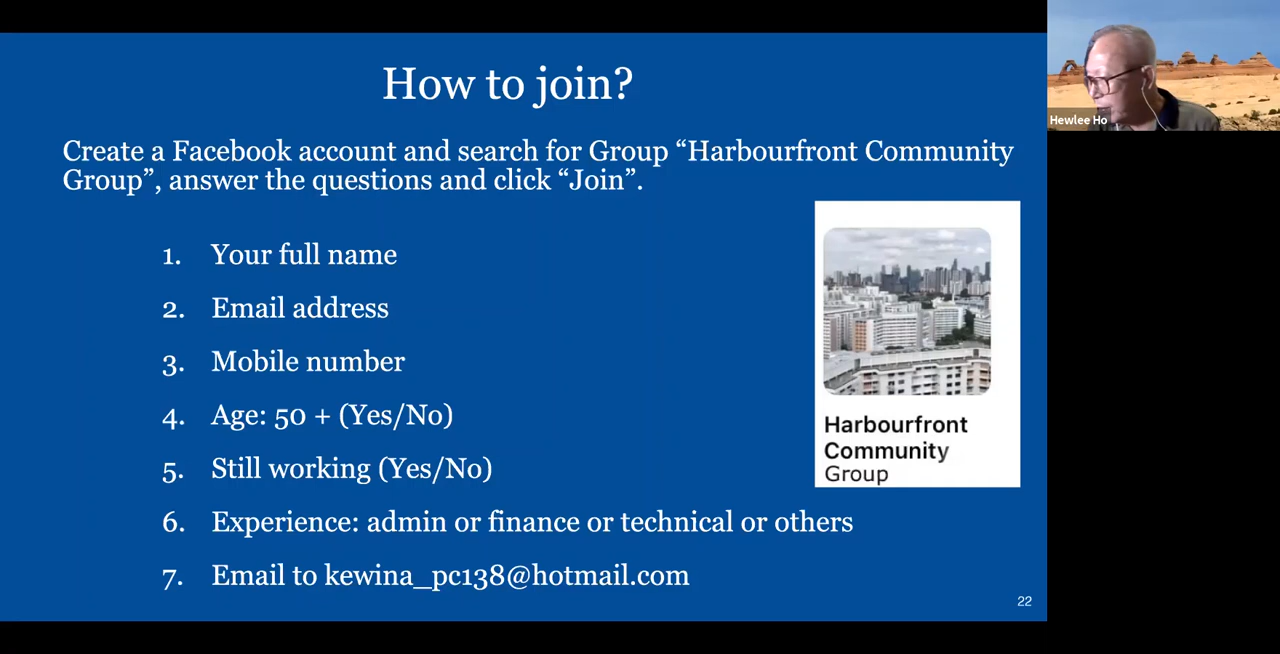 How to join?
Create a Facebook account and search for Group “Harbourfront Community
Group”, answer the questions and click “Join”.
1. Your full name
2. Email address
3. Mobile number
4. Age: 50 + (Yes/No)
5. Still working (Yes/No)
6. Experience: admin or finance or technical or others
7. Email to kewina_pc138@hotmail.com
Harbourfront
Community
Group
22
Hewlee Ho